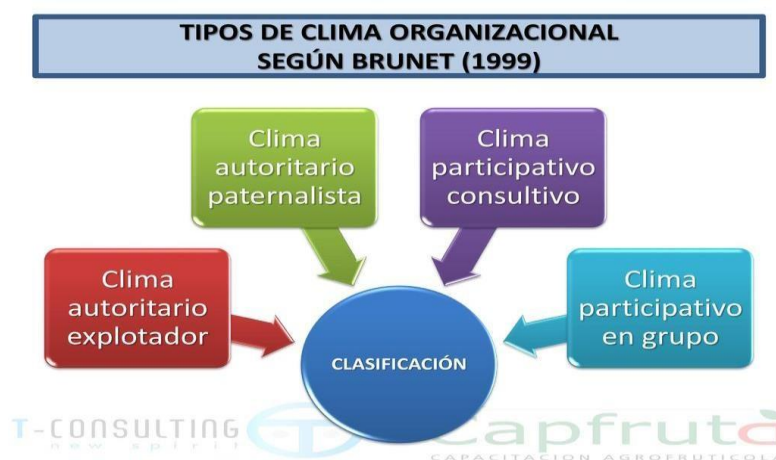 TIPOS DE CLIMA ORGANIZACIONAL
SEGÚN BRUNET (1999)
Clima
autoritario
paternalista
Clima
participativo
consultivo
Clima
autoritario
explotador
Clima
participativo
en grupo
CLASIFICACIÓN
T-CONSULTING
new spirit
Capfrutò
CAPACITACION AGROFRUTICOLA